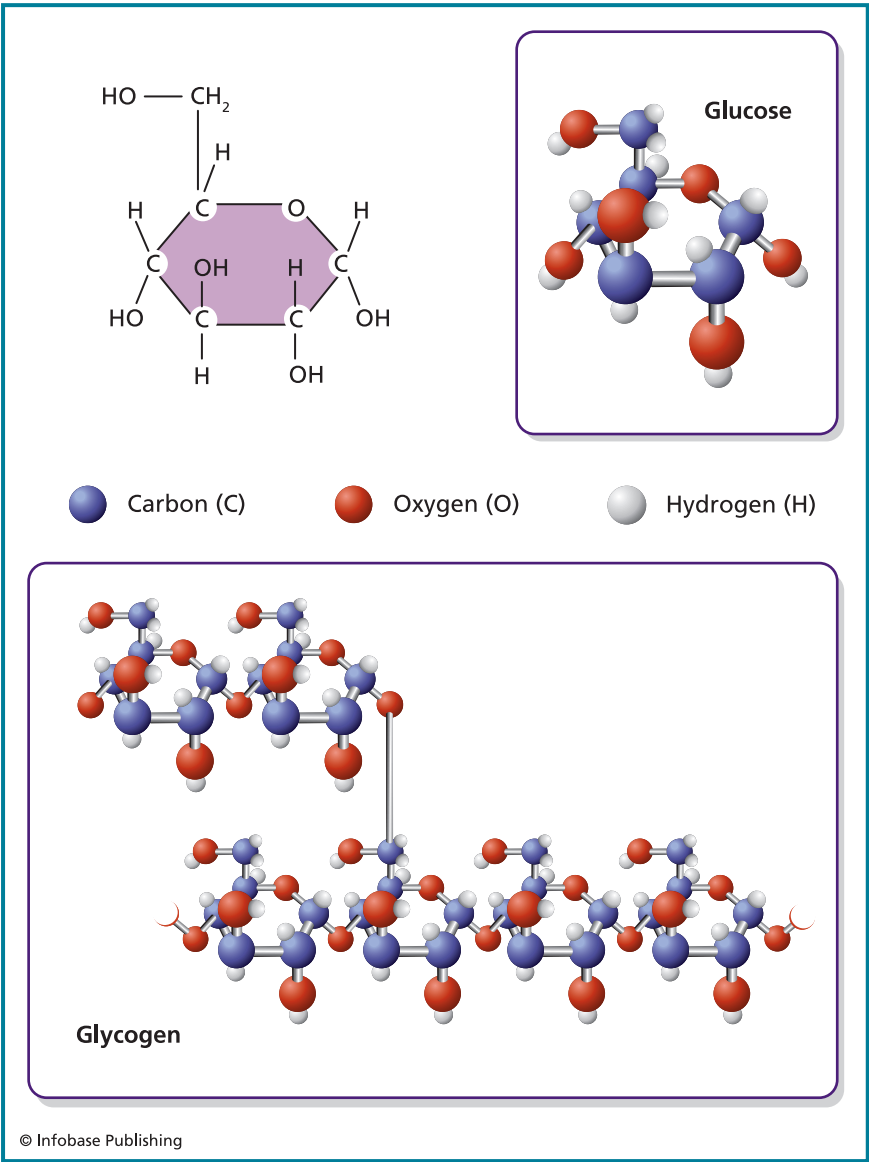 HO CH2
H
H C O H
C OH H C
HO C C OH
H OH
Glucose
Carbon (C) Oxygen (O) Hydrogen (H)
Glycogen
© Infobase Publishing